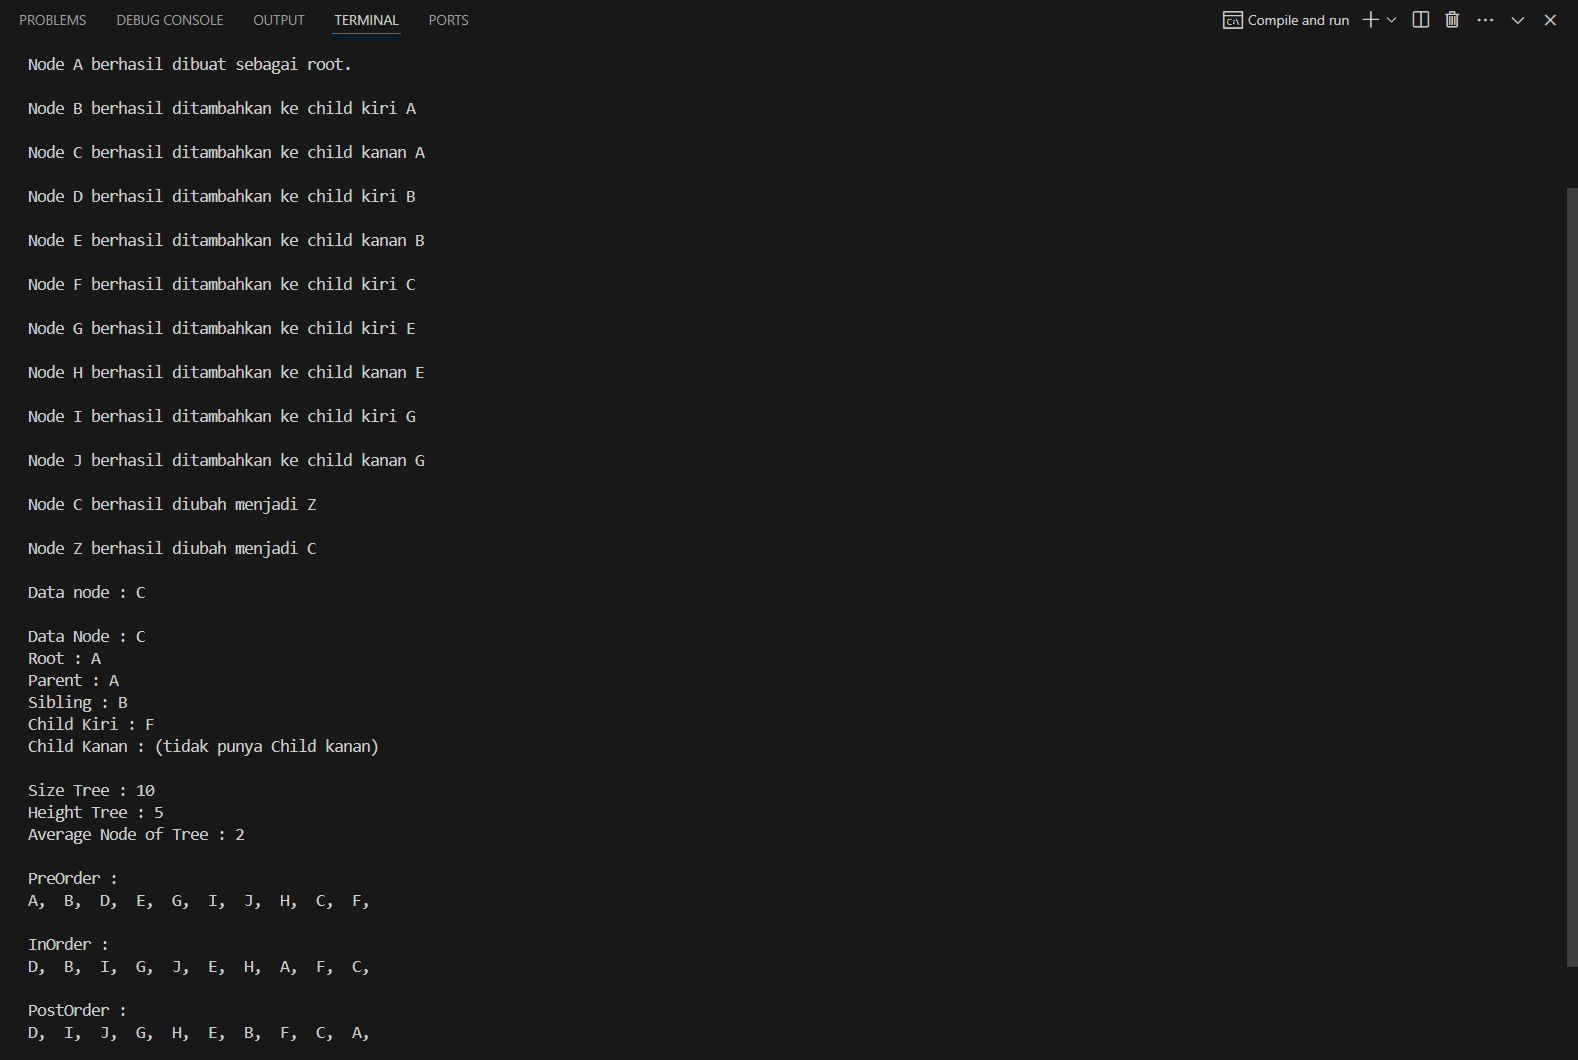 PROBLEMS DEBUG CONSOLE OUTPUT TERMINAL PORTS Compile and run
Node A berhasil dibuat sebagai root.
Node B berhasil ditambahkan ke child kiri A
Node C berhasil ditambahkan ke child kanan A
Node D berhasil ditambahkan ke child kiri B
Node E berhasil ditambahkan ke child kanan B
Node F berhasil ditambahkan ke child kiri C
Node G berhasil ditambahkan ke child kiri E
Node H berhasil ditambahkan ke child kanan E
Node I berhasil ditambahkan ke child kiri G
Node J berhasil ditambahkan ke child kanan G
Node C berhasil diubah menjadi Z
Node Z berhasil diubah menjadi C
Data node : C
Data Node : C
Root : A
Parent : A
Sibling : B
Child Kiri : F
Child Kanan : (tidak punya Child kanan)
Size Tree : 10
Height Tree : 5
Average Node of Tree : 2
PreOrder :
A,  B,  D,  E,  G,  I,  J,  H,  C,  F,
InOrder :
D,  B,  I,  G,  J,  E,  H,  A,  F,  C,
PostOrder :
D,  I,  J,  G,  H,  E,  B,  F,  C,  A,